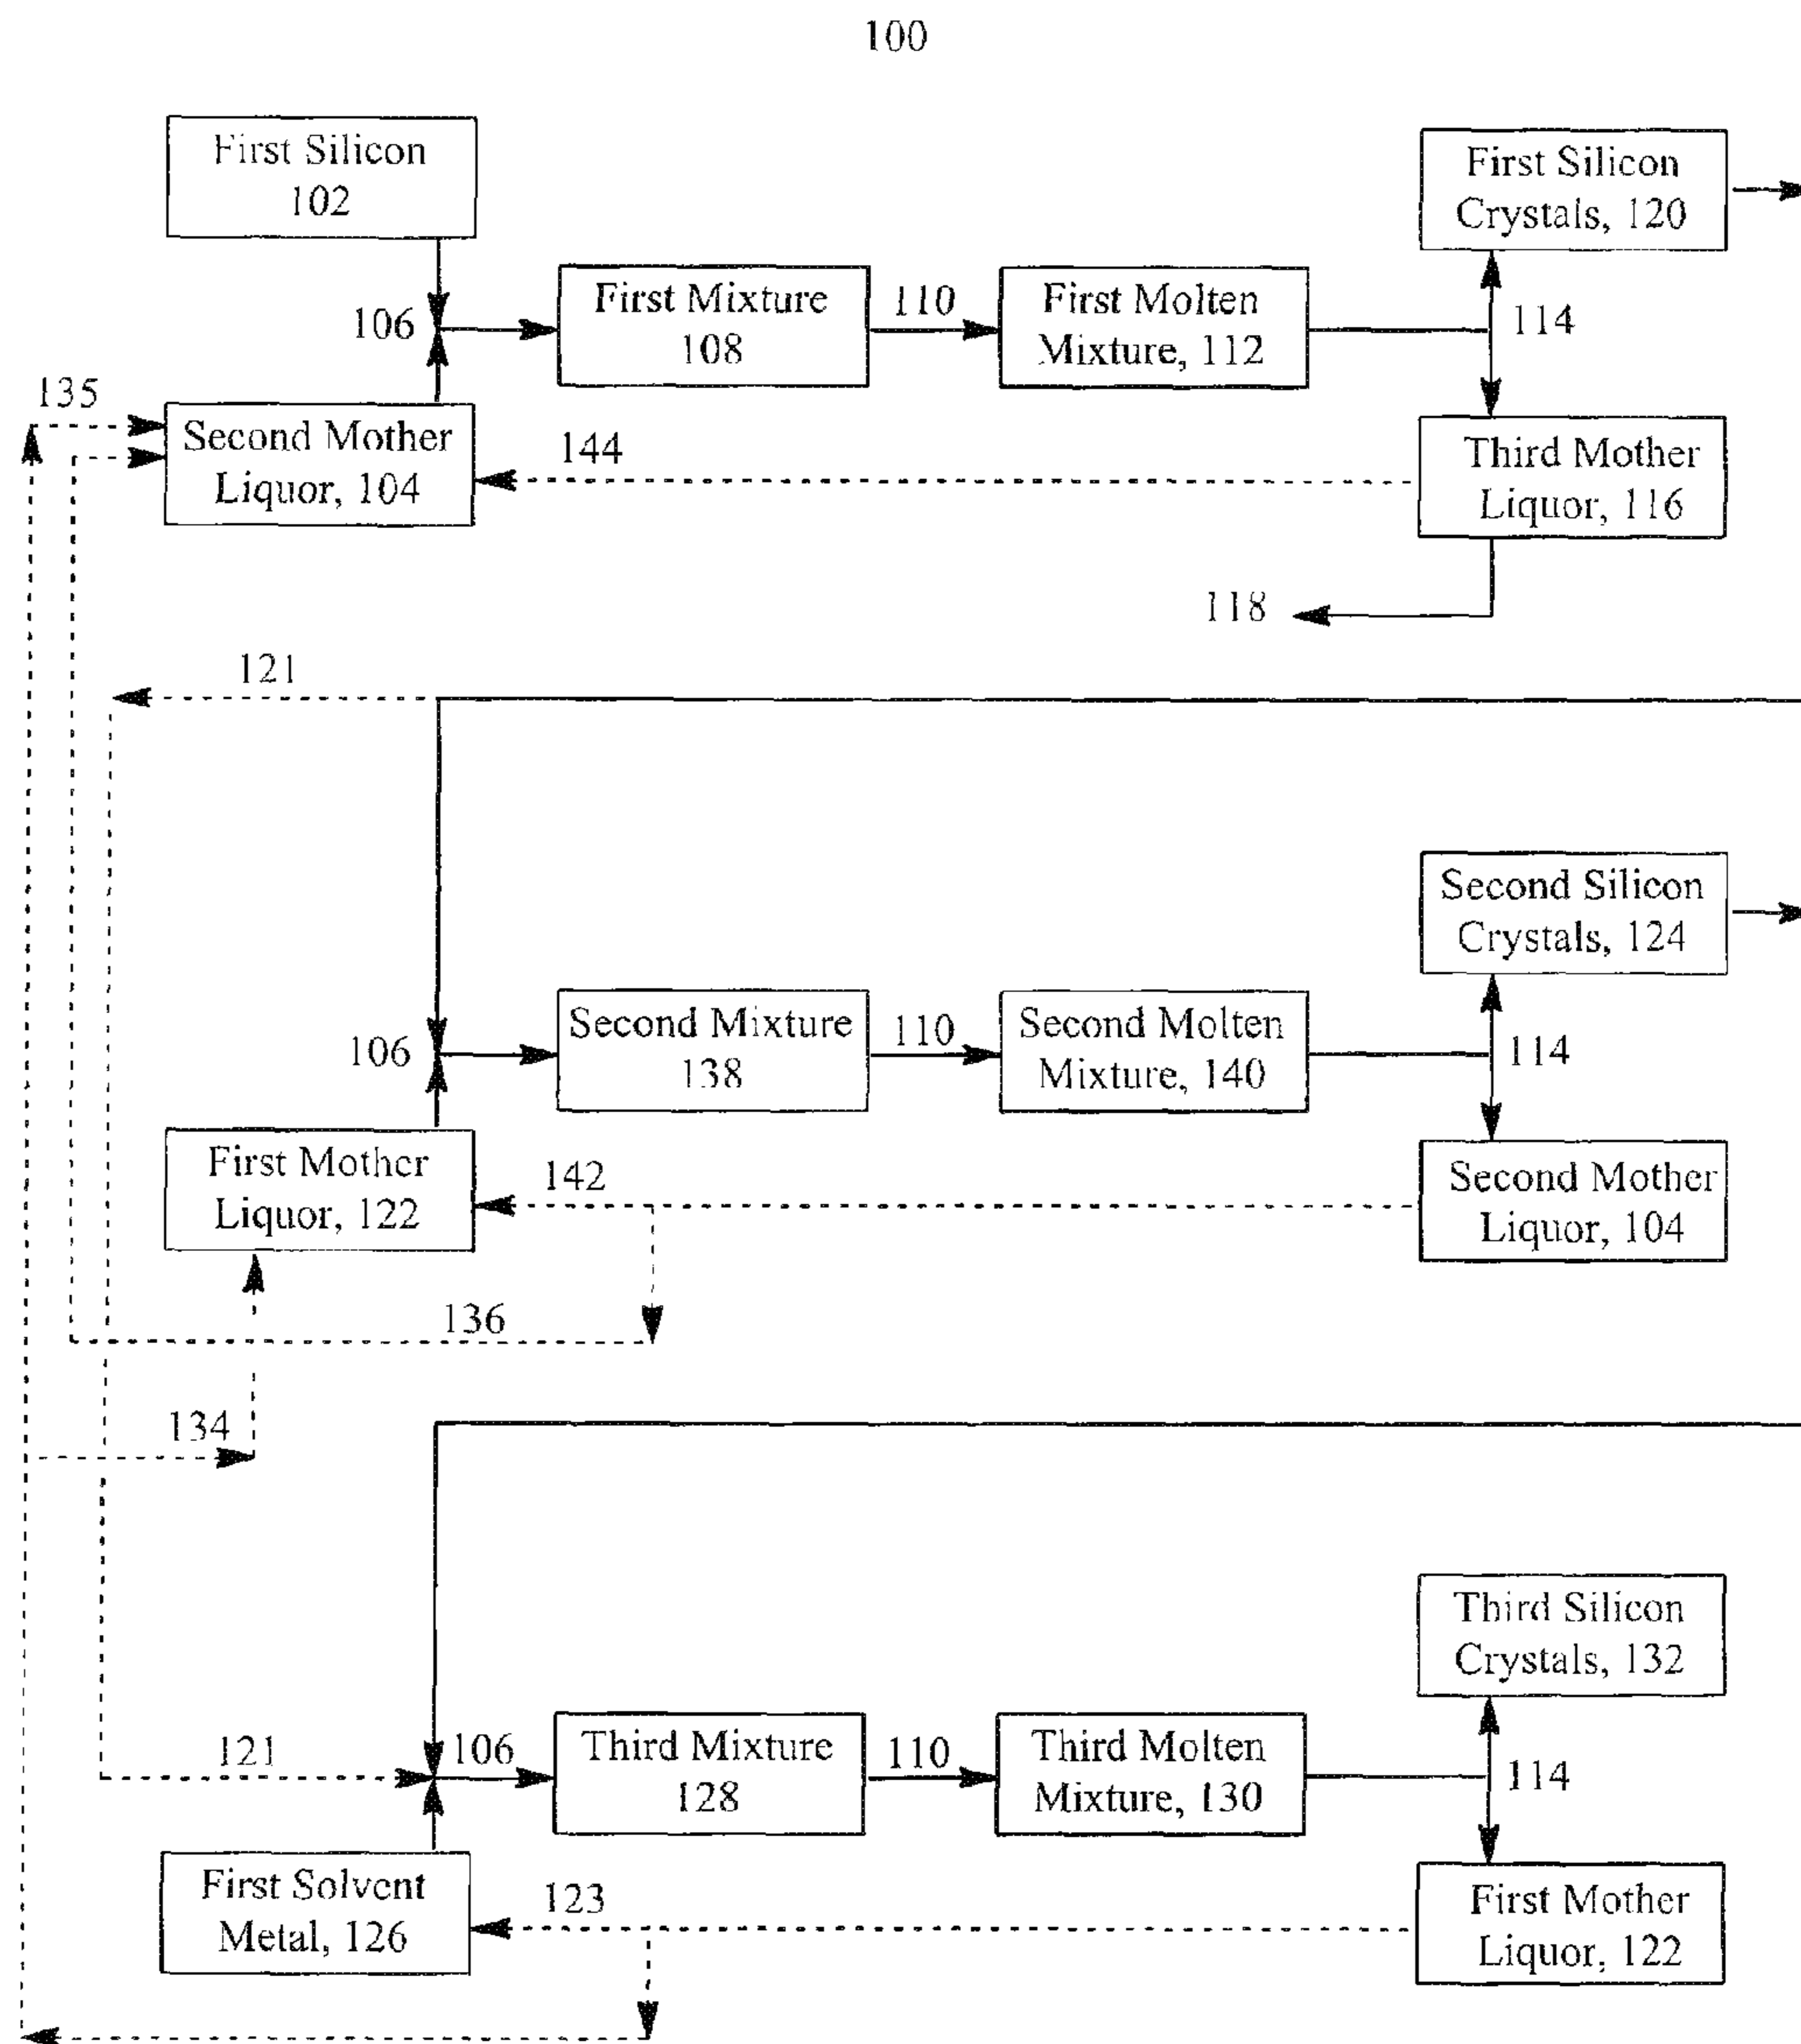 100
First Silicon
102
First Silicon
Crystals, 120
106
First Mixture
108
110
First Molten
Mixture, 112
114
135
Second Mother
Liquor, 104
144
Third Mother
Liquor, 116
118
121
Second Silicon
Crystals, 124
106
Second Mixture
138
110
Second Molten
Mixture, 140
114
First Mother
Liquor, 122
142
Second Mother
Liquor, 104
136
134
Third Silicon
Crystals, 132
121
106
Third Mixture
128
110
Third Molten
Mixture, 130
114
First Solvent
Metal, 126
123
First Mother
Liquor, 122